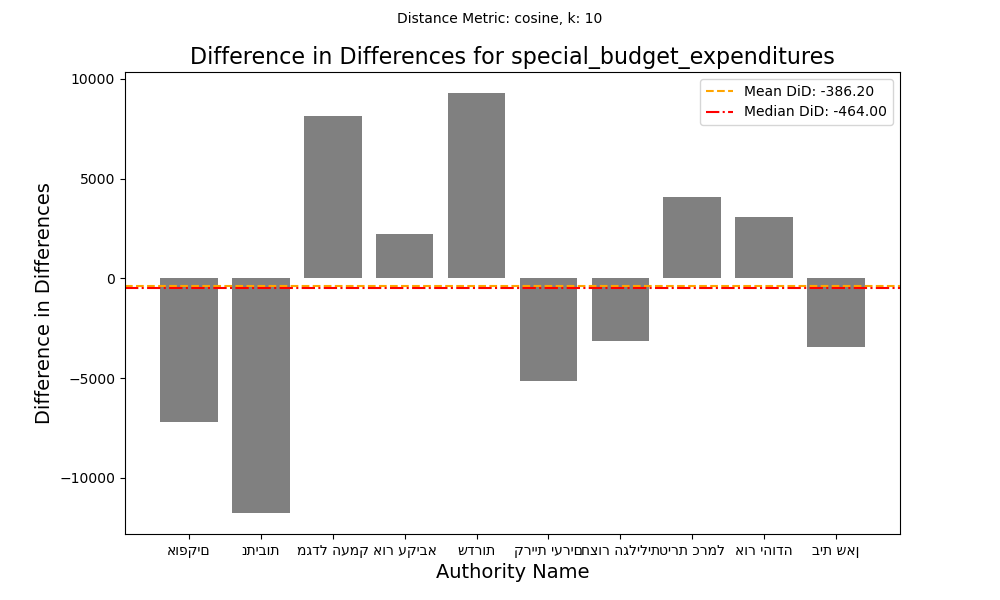 Distance Metric: cosine, k: 10
Difference in Differences for special_budget_expenditures
Mean DiD: -386.20
Median DiD: -464.00
10000
5000
0
−5000
−10000
Difference in Differences
אופקים
נתיבות
מגדל העמק
אור עקיבא
שדרות
קריית יערים
חצור הגלילית
טירת כרמל
אור יהודה
בית שאן
Authority Name